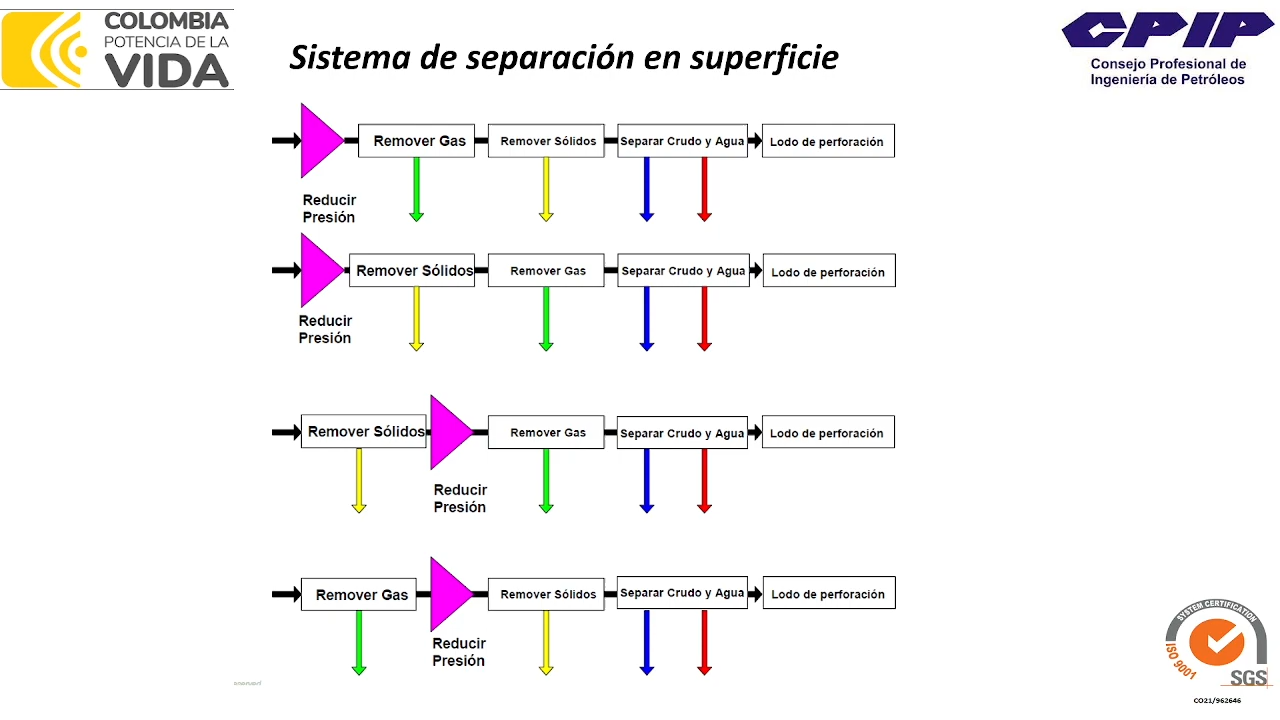 COLOMBIA
POTENCIA DE LA
VIDA
Sistema de separación en superficie
CPIP
Consejo Profesional de
Ingeniería de Petróleos
Remover Gas
Remover Sólidos
Separar Crudo y Agua
Lodo de perforación
Reducir
Presión
Remover Sólidos
Remover Gas
Separar Crudo y Agua
Lodo de perforación
Reducir
Presión
Remover Sólidos
Remover Gas
Separar Crudo y Agua
Lodo de perforación
Reducir
Presión
Remover Gas
Remover Sólidos
Separar Crudo y Agua
Lodo de perforación
Reducir
Presión
SYSTEM CERTIFICATION
ISO 9001
SGS
CO21/962646